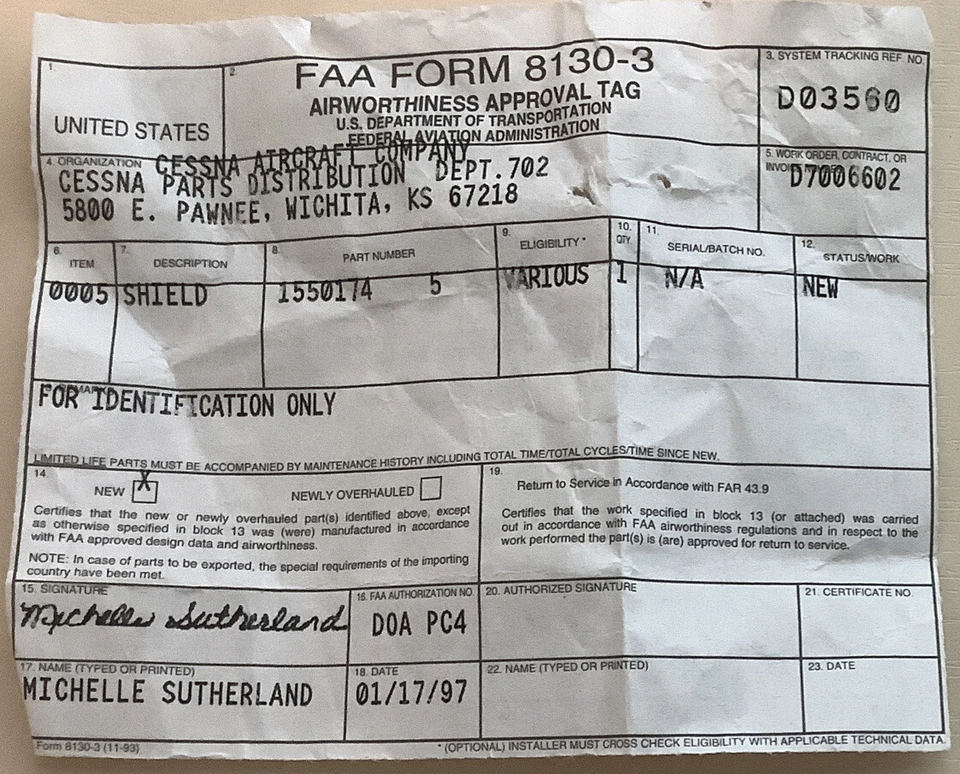 1.
UNITED STATES
2.
FAA FORM 8130-3
AIRWORTHINESS APPROVAL TAG
U.S. DEPARTMENT OF TRANSPORTATION
FEDERAL AVIATION ADMINISTRATION
3. SYSTEM TRACKING REF. NO.
D03560
4. ORGANIZATION
CESSNA AIRCRAFT COMPANY
CESSNA PARTS DISTRIBUTION DEPT.702
5800 E. PAWNEE, WICHITA, KS 67218
5. WORK ORDER, CONTRACT, OR
D7006602
6. ITEM
0005
7. DESCRIPTION
SHIELD
8. PART NUMBER
1550174 5
9. ELIGIBILITY *
VARIOUS
10. QTY.
1
11. SERIAL/BATCH NO.
N/A
12. STATUS/WORK
NEW
FOR IDENTIFICATION ONLY
LIMITED LIFE PARTS MUST BE ACCOMPANIED BY MAINTENANCE HISTORY INCLUDING TOTAL TIME/TOTAL CYCLES/TIME SINCE NEW.
14.
NEW X NEWLY OVERHAULED
Certifies that the new or newly overhauled part(s) identified above, except
as otherwise specified in block 13 was (were) manufactured in accordance
with FAA approved design data and airworthiness.
NOTE: In case of parts to be exported, the special requirements of the importing
country have been met.
19.
Return to Service in Accordance with FAR 43.9
Certifies that the work specified in block 13 (or attached) was carried
out in accordance with FAA airworthiness regulations and in respect to the
work performed the part(s) is (are) approved for return to service.
15. SIGNATURE
Michelle Sutherland
16. FAA AUTHORIZATION NO.
DOA PC4
20. AUTHORIZED SIGNATURE
21. CERTIFICATE NO.
17. NAME (TYPED OR PRINTED)
MICHELLE SUTHERLAND
18. DATE
01/17/97
22. NAME (TYPED OR PRINTED)
23. DATE
Form 8130-3 (11-93)
* (OPTIONAL) INSTALLER MUST CROSS CHECK ELIGIBILITY WITH APPLICABLE TECHNICAL DATA.